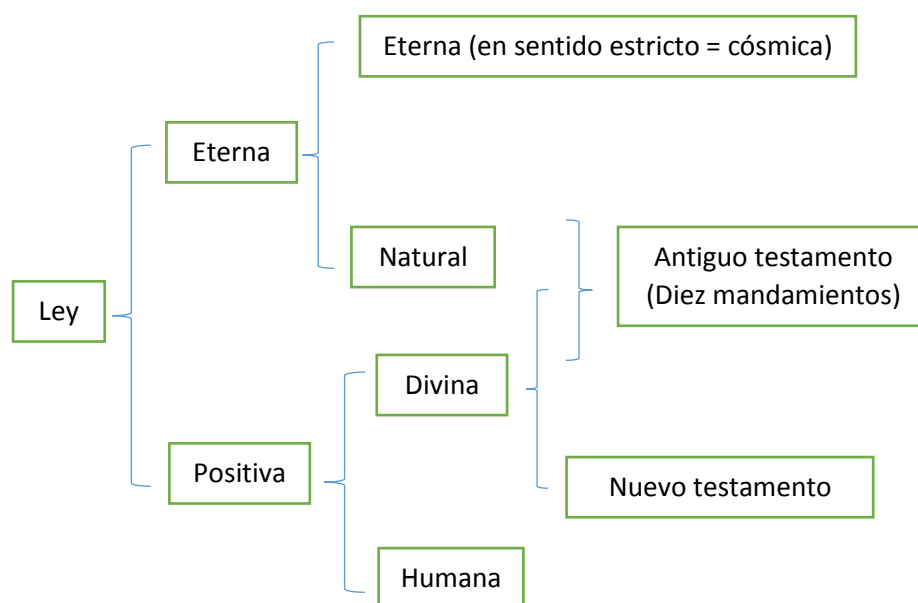 Eterna (en sentido estricto = cósmica)
Eterna
Natural
Antiguo testamento
(Diez mandamientos)
Ley
Divina
Positiva
Nuevo testamento
Humana